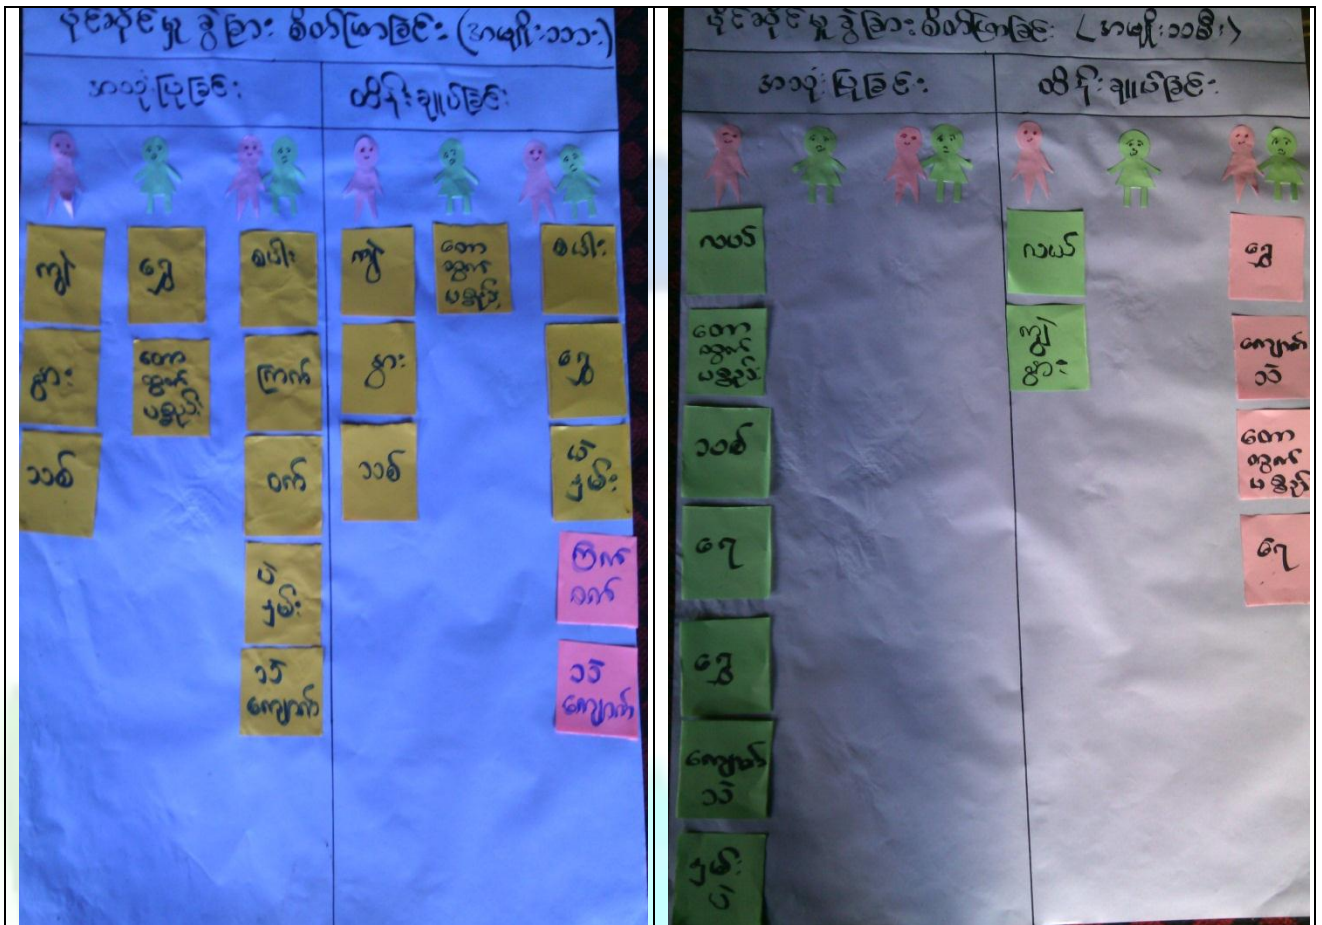 ပိုင်ဆိုင်မှု ခွဲခြား စိတ်ဖြာခြင်း (အမျိုးသား)
အသုံးပြုခြင်း
ထိန်းချုပ်ခြင်း
ကျွဲ
နွား
သစ်
ရွှေ
တော
ထွက်
ပစ္စည်း
စပါး
ကြက်
ဝက်
ပဲ
နှမ်း
သဲ
ကျောက်
ကျွဲ
နွား
သစ်
တော
ထွက်
ပစ္စည်း
စပါး
ရွှေ
ပဲ
နှမ်း
ကြက်
ဝက်
သဲ
ကျောက်
ပိုင်ဆိုင်မှု ခွဲခြား စိတ်ဖြာခြင်း (အမျိုးသမီး)
အသုံးပြုခြင်း
ထိန်းချုပ်ခြင်း
လယ်
တော
ထွက်
ပစ္စည်း
သစ်
ရေ
ရွှေ
ကျောက်
သဲ
နှမ်း
ပဲ
လယ်
ကျွဲ/
နွား
ရွှေ
ကျောက်
သဲ
တော
ထွက်
ပစ္စည်း
ရေ